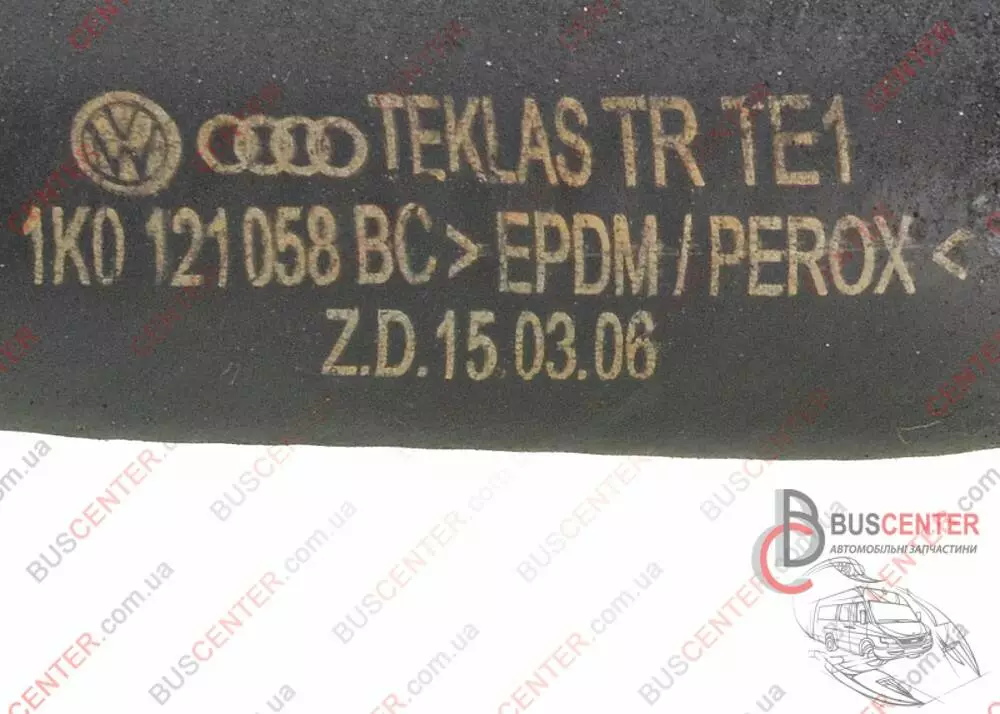 TEKLAS TR TE1
1K0 121 058 BC > EPDM / PEROX <
Z.D.15.03.06
BUSCENTER
АВТОМОБІЛЬНІ ЗАПЧАСТИНИ
BUSCENTER.com.ua